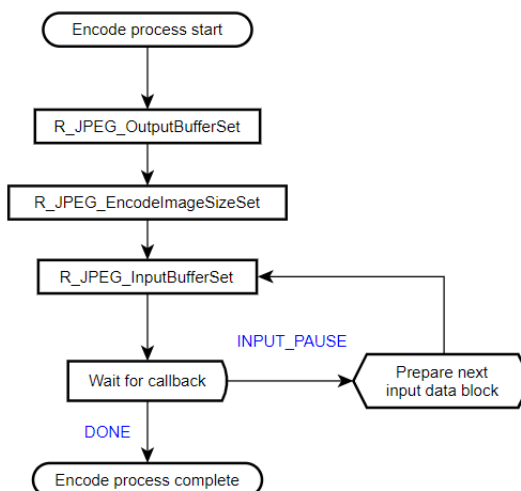 Encode process start
R_JPEG_OutputBufferSet
R_JPEG_EncodeImageSizeSet
R_JPEG_InputBufferSet
INPUT_PAUSE
Wait for callback
Prepare next
input data block
DONE
Encode process complete